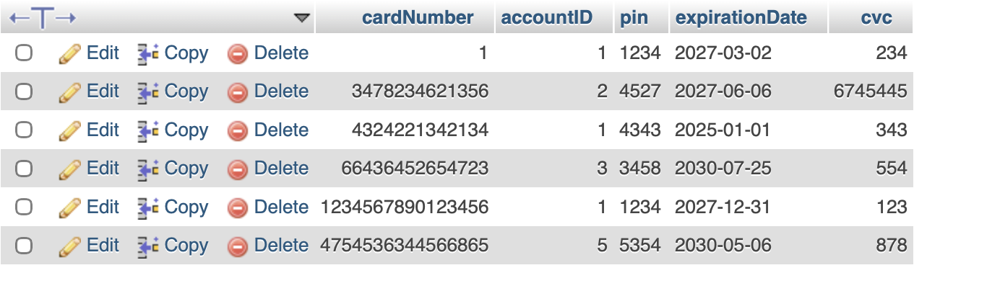 ←T→ cardNumber accountID pin expirationDate cvc
Edit Copy Delete 1 1 1234 2027-03-02 234
Edit Copy Delete 3478234621356 2 4527 2027-06-06 6745445
Edit Copy Delete 4324221342134 1 4343 2025-01-01 343
Edit Copy Delete 66436452654723 3 3458 2030-07-25 554
Edit Copy Delete 1234567890123456 1 1234 2027-12-31 123
Edit Copy Delete 4754536344566865 5 5354 2030-05-06 878